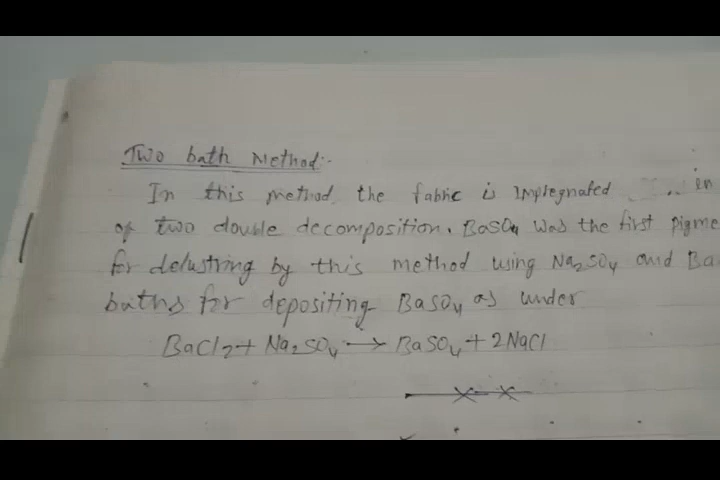 Two bath Method:-
In this method the fabric is impregnated in
of two double decomposition. BaSO4 was the first pigme
for delustring by this method using Na2SO4 and Ba
baths for depositing BaSO4 as under
BaCl2 + Na2SO4 → BaSO4 + 2NaCl